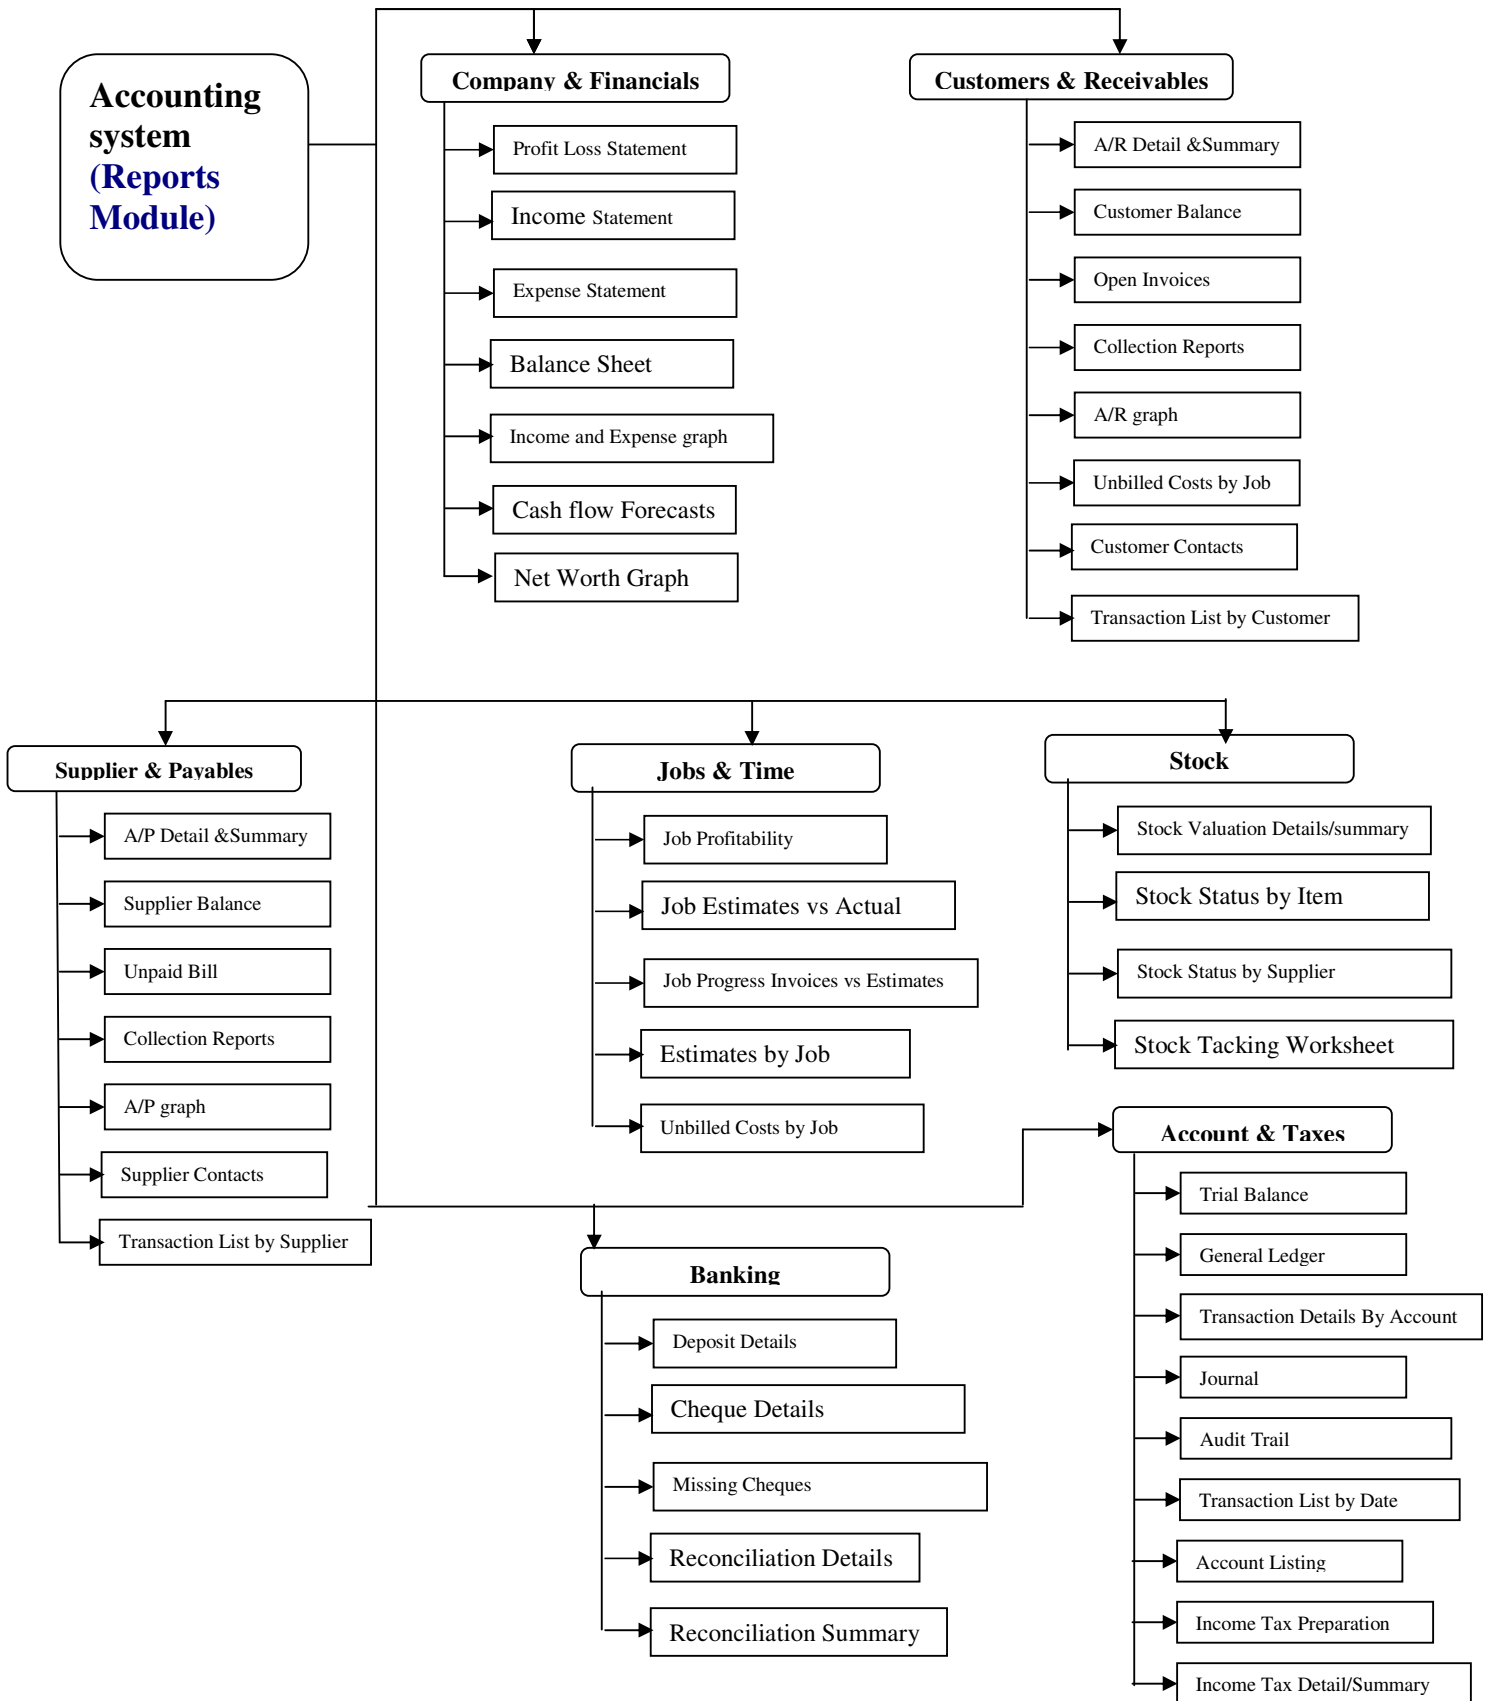 Accounting
system
(Reports
Module)
Company & Financials
Profit Loss Statement
Income Statement
Expense Statement
Balance Sheet
Income and Expense graph
Cash flow Forecasts
Net Worth Graph
Customers & Receivables
A/R Detail &Summary
Customer Balance
Open Invoices
Collection Reports
A/R graph
Unbilled Costs by Job
Customer Contacts
Transaction List by Customer
Supplier & Payables
A/P Detail &Summary
Supplier Balance
Unpaid Bill
Collection Reports
A/P graph
Supplier Contacts
Transaction List by Supplier
Jobs & Time
Job Profitability
Job Estimates vs Actual
Job Progress Invoices vs Estimates
Estimates by Job
Unbilled Costs by Job
Stock
Stock Valuation Details/summary
Stock Status by Item
Stock Status by Supplier
Stock Tacking Worksheet
Banking
Deposit Details
Cheque Details
Missing Cheques
Reconciliation Details
Reconciliation Summary
Account & Taxes
Trial Balance
General Ledger
Transaction Details By Account
Journal
Audit Trail
Transaction List by Date
Account Listing
Income Tax Preparation
Income Tax Detail/Summary